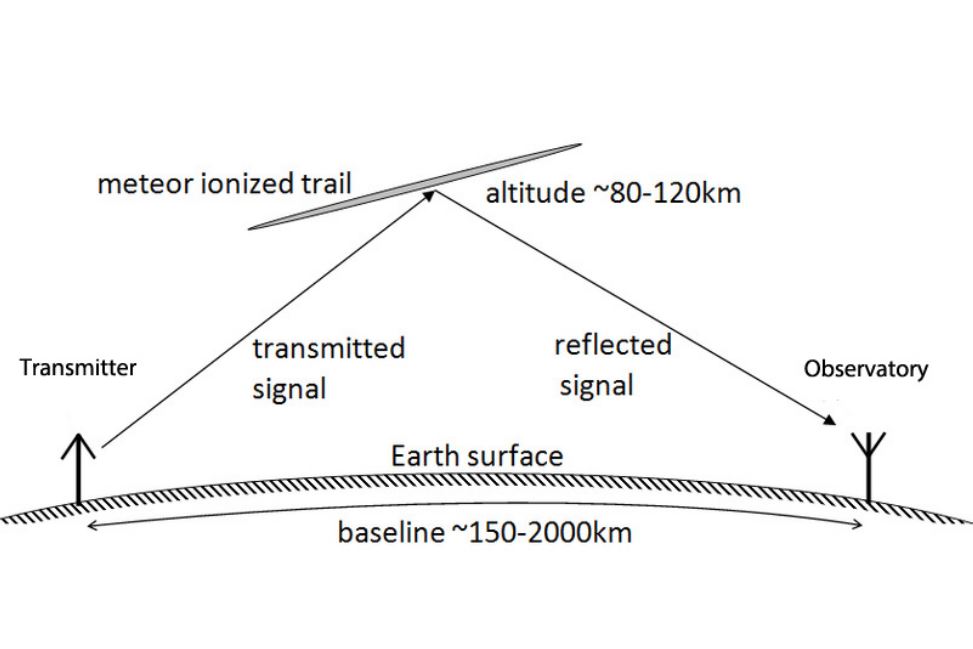 meteor ionized trail
altitude ~80-120km
transmitted
signal
reflected
signal
Transmitter
Observatory
Earth surface
baseline ~150-2000km